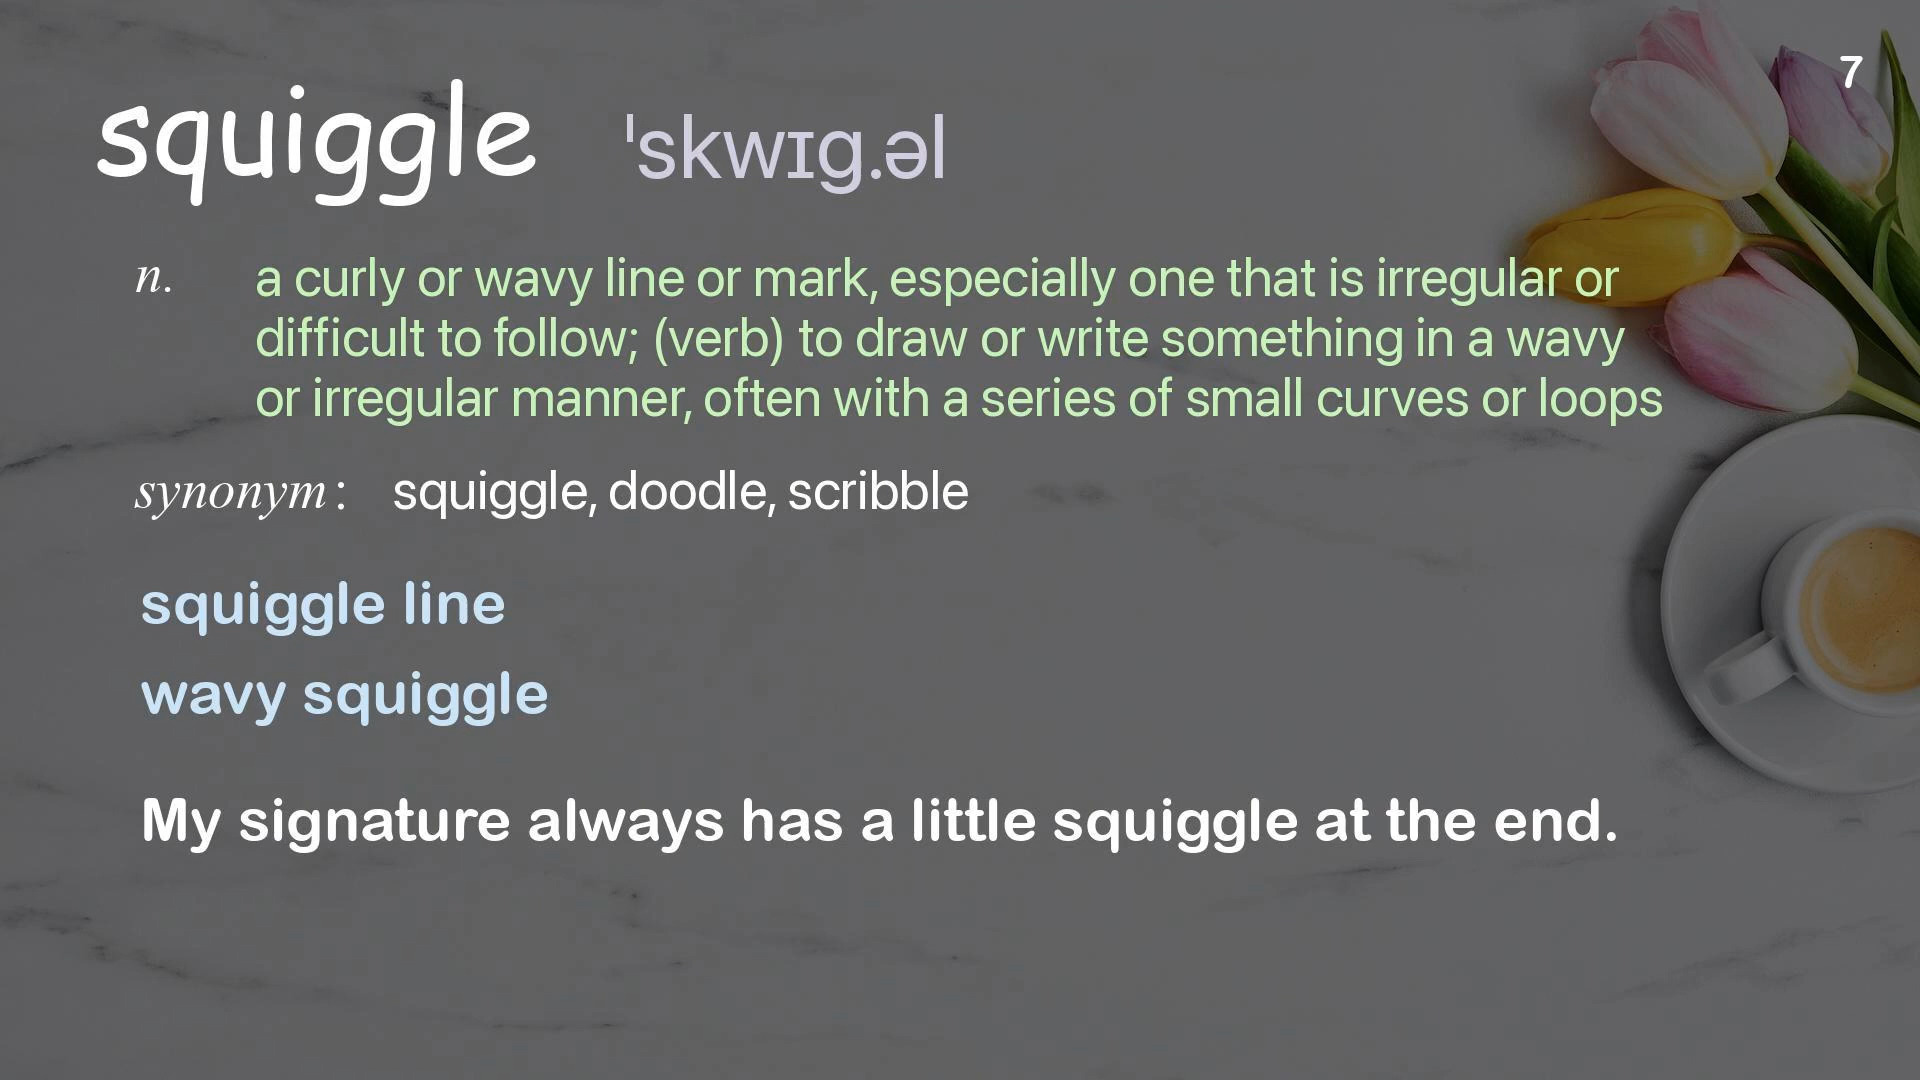 7
squiggle ˈskwɪg.əl
n. a curly or wavy line or mark, especially one that is irregular or
difficult to follow; (verb) to draw or write something in a wavy
or irregular manner, often with a series of small curves or loops
synonym: squiggle, doodle, scribble
squiggle line
wavy squiggle
My signature always has a little squiggle at the end.